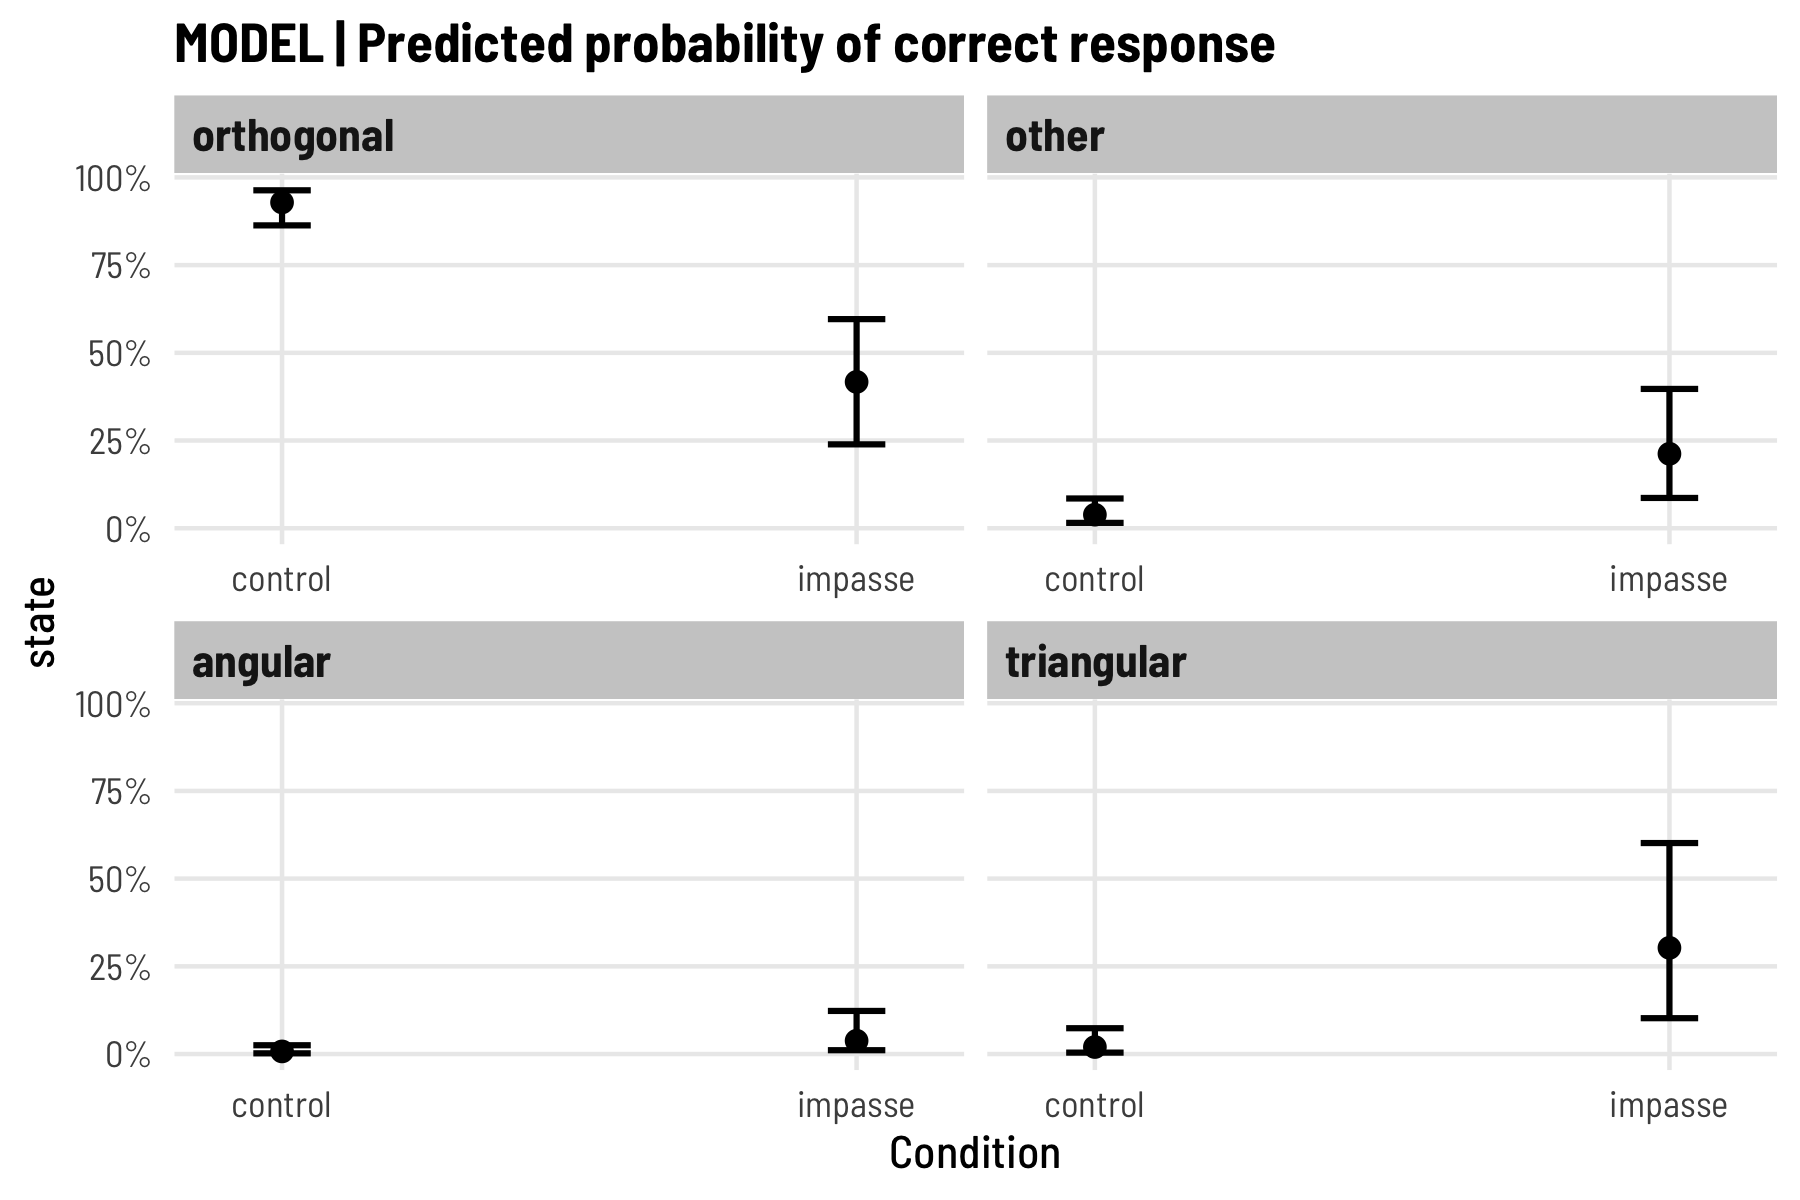 MODEL | Predicted probability of correct response
orthogonal
other
100%
75%
50%
25%
0%
control
impasse
control
impasse
state
angular
triangular
100%
75%
50%
25%
0%
control
impasse
control
impasse
Condition